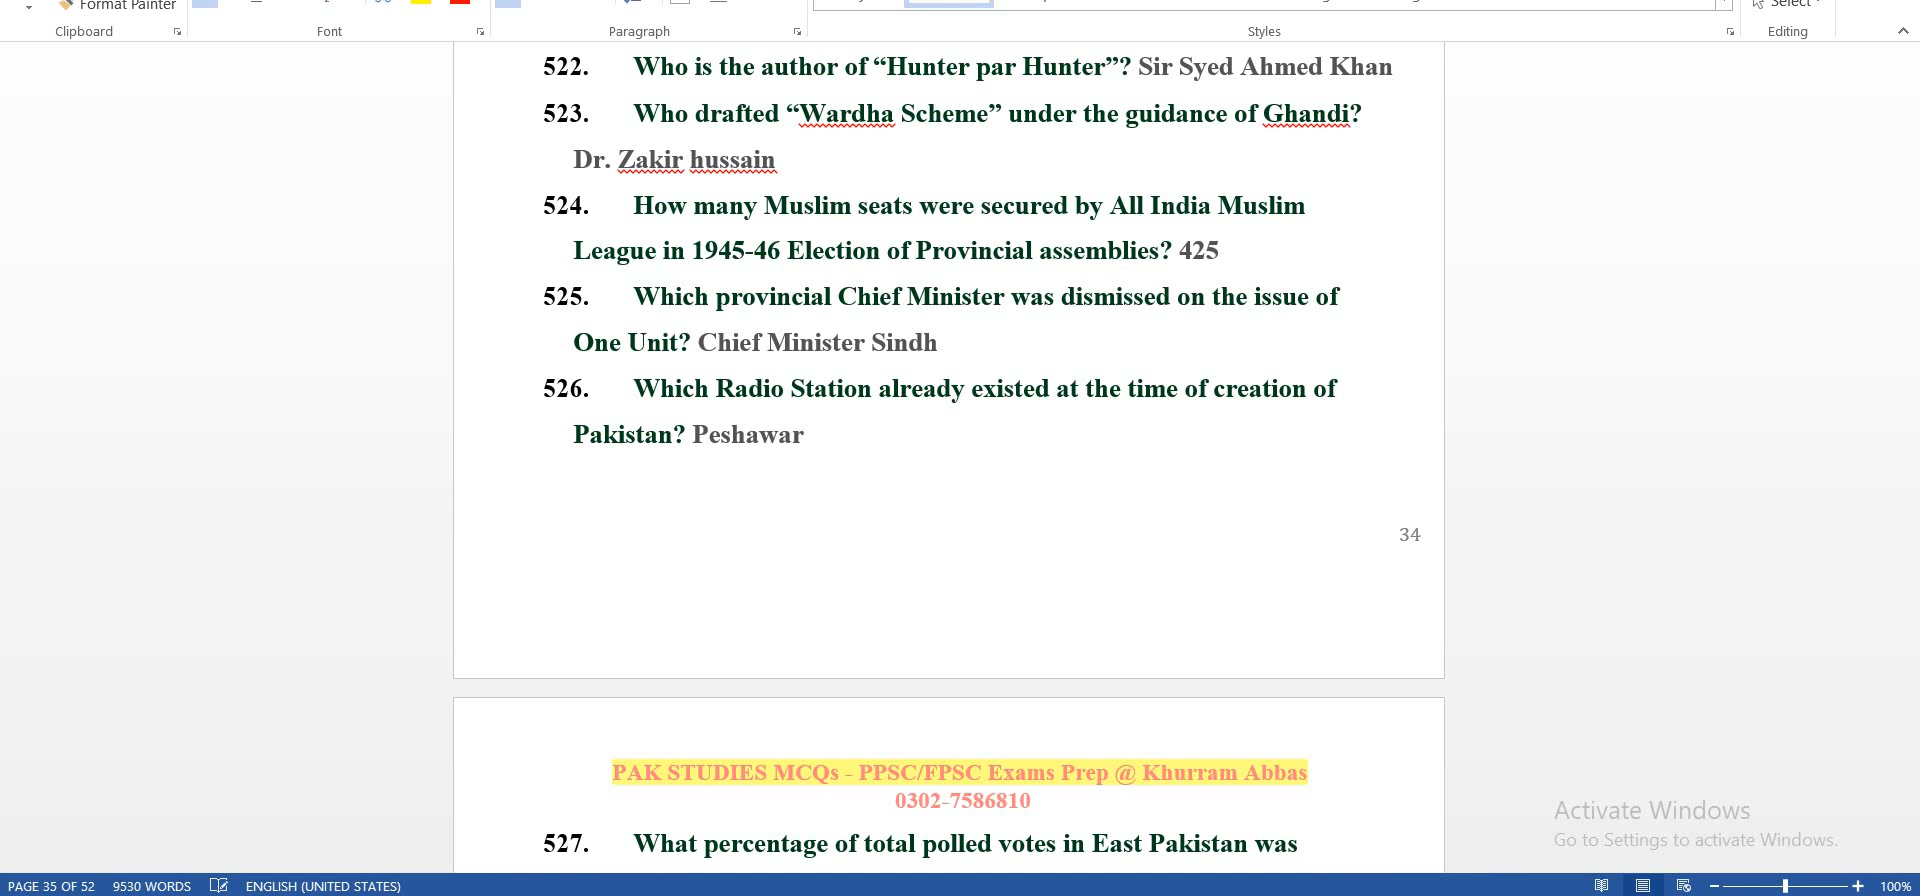 Format Painter
Select
Clipboard
Font
Paragraph
Styles
Editing
522. Who is the author of “Hunter par Hunter”? Sir Syed Ahmed Khan
523. Who drafted “Wardha Scheme” under the guidance of Ghandi?
Dr. Zakir hussain
524. How many Muslim seats were secured by All India Muslim
League in 1945-46 Election of Provincial assemblies? 425
525. Which provincial Chief Minister was dismissed on the issue of
One Unit? Chief Minister Sindh
526. Which Radio Station already existed at the time of creation of
Pakistan? Peshawar
34
PAK STUDIES MCQs - PPSC/FPSC Exams Prep @ Khurram Abbas
0302-7586810
527. What percentage of total polled votes in East Pakistan was
Activate Windows
Go to Settings to activate Windows.
PAGE 35 OF 52 9530 WORDS ENGLISH (UNITED STATES) 100%